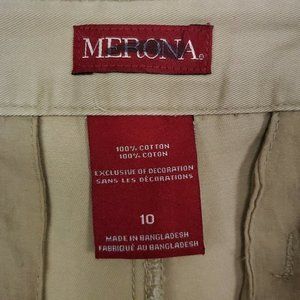 MERONA
100% COTTON
100% COTON
EXCLUSIVE OF DECORATION
SANS LES DÉCORATIONS
10
MADE IN BANGLADESH
FABRIQUÉ AU BANGLADESH